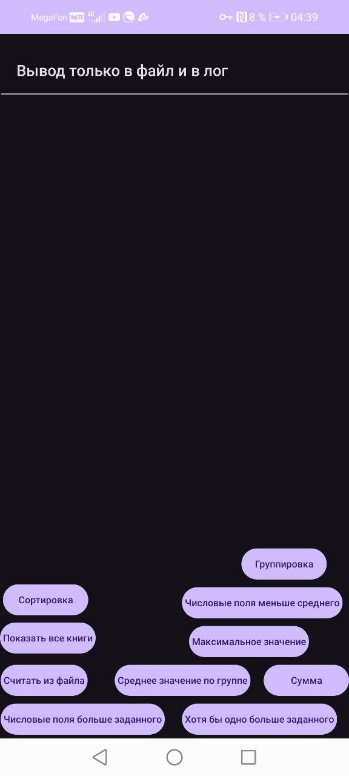 MegaFon 8 % 04:39
Вывод только в файл и в лог
Группировка
Сортировка
Числовые поля меньше среднего
Показать все книги
Максимальное значение
Считать из файла
Среднее значение по группе
Сумма
Числовые поля больше заданного
Хотя бы одно больше заданного